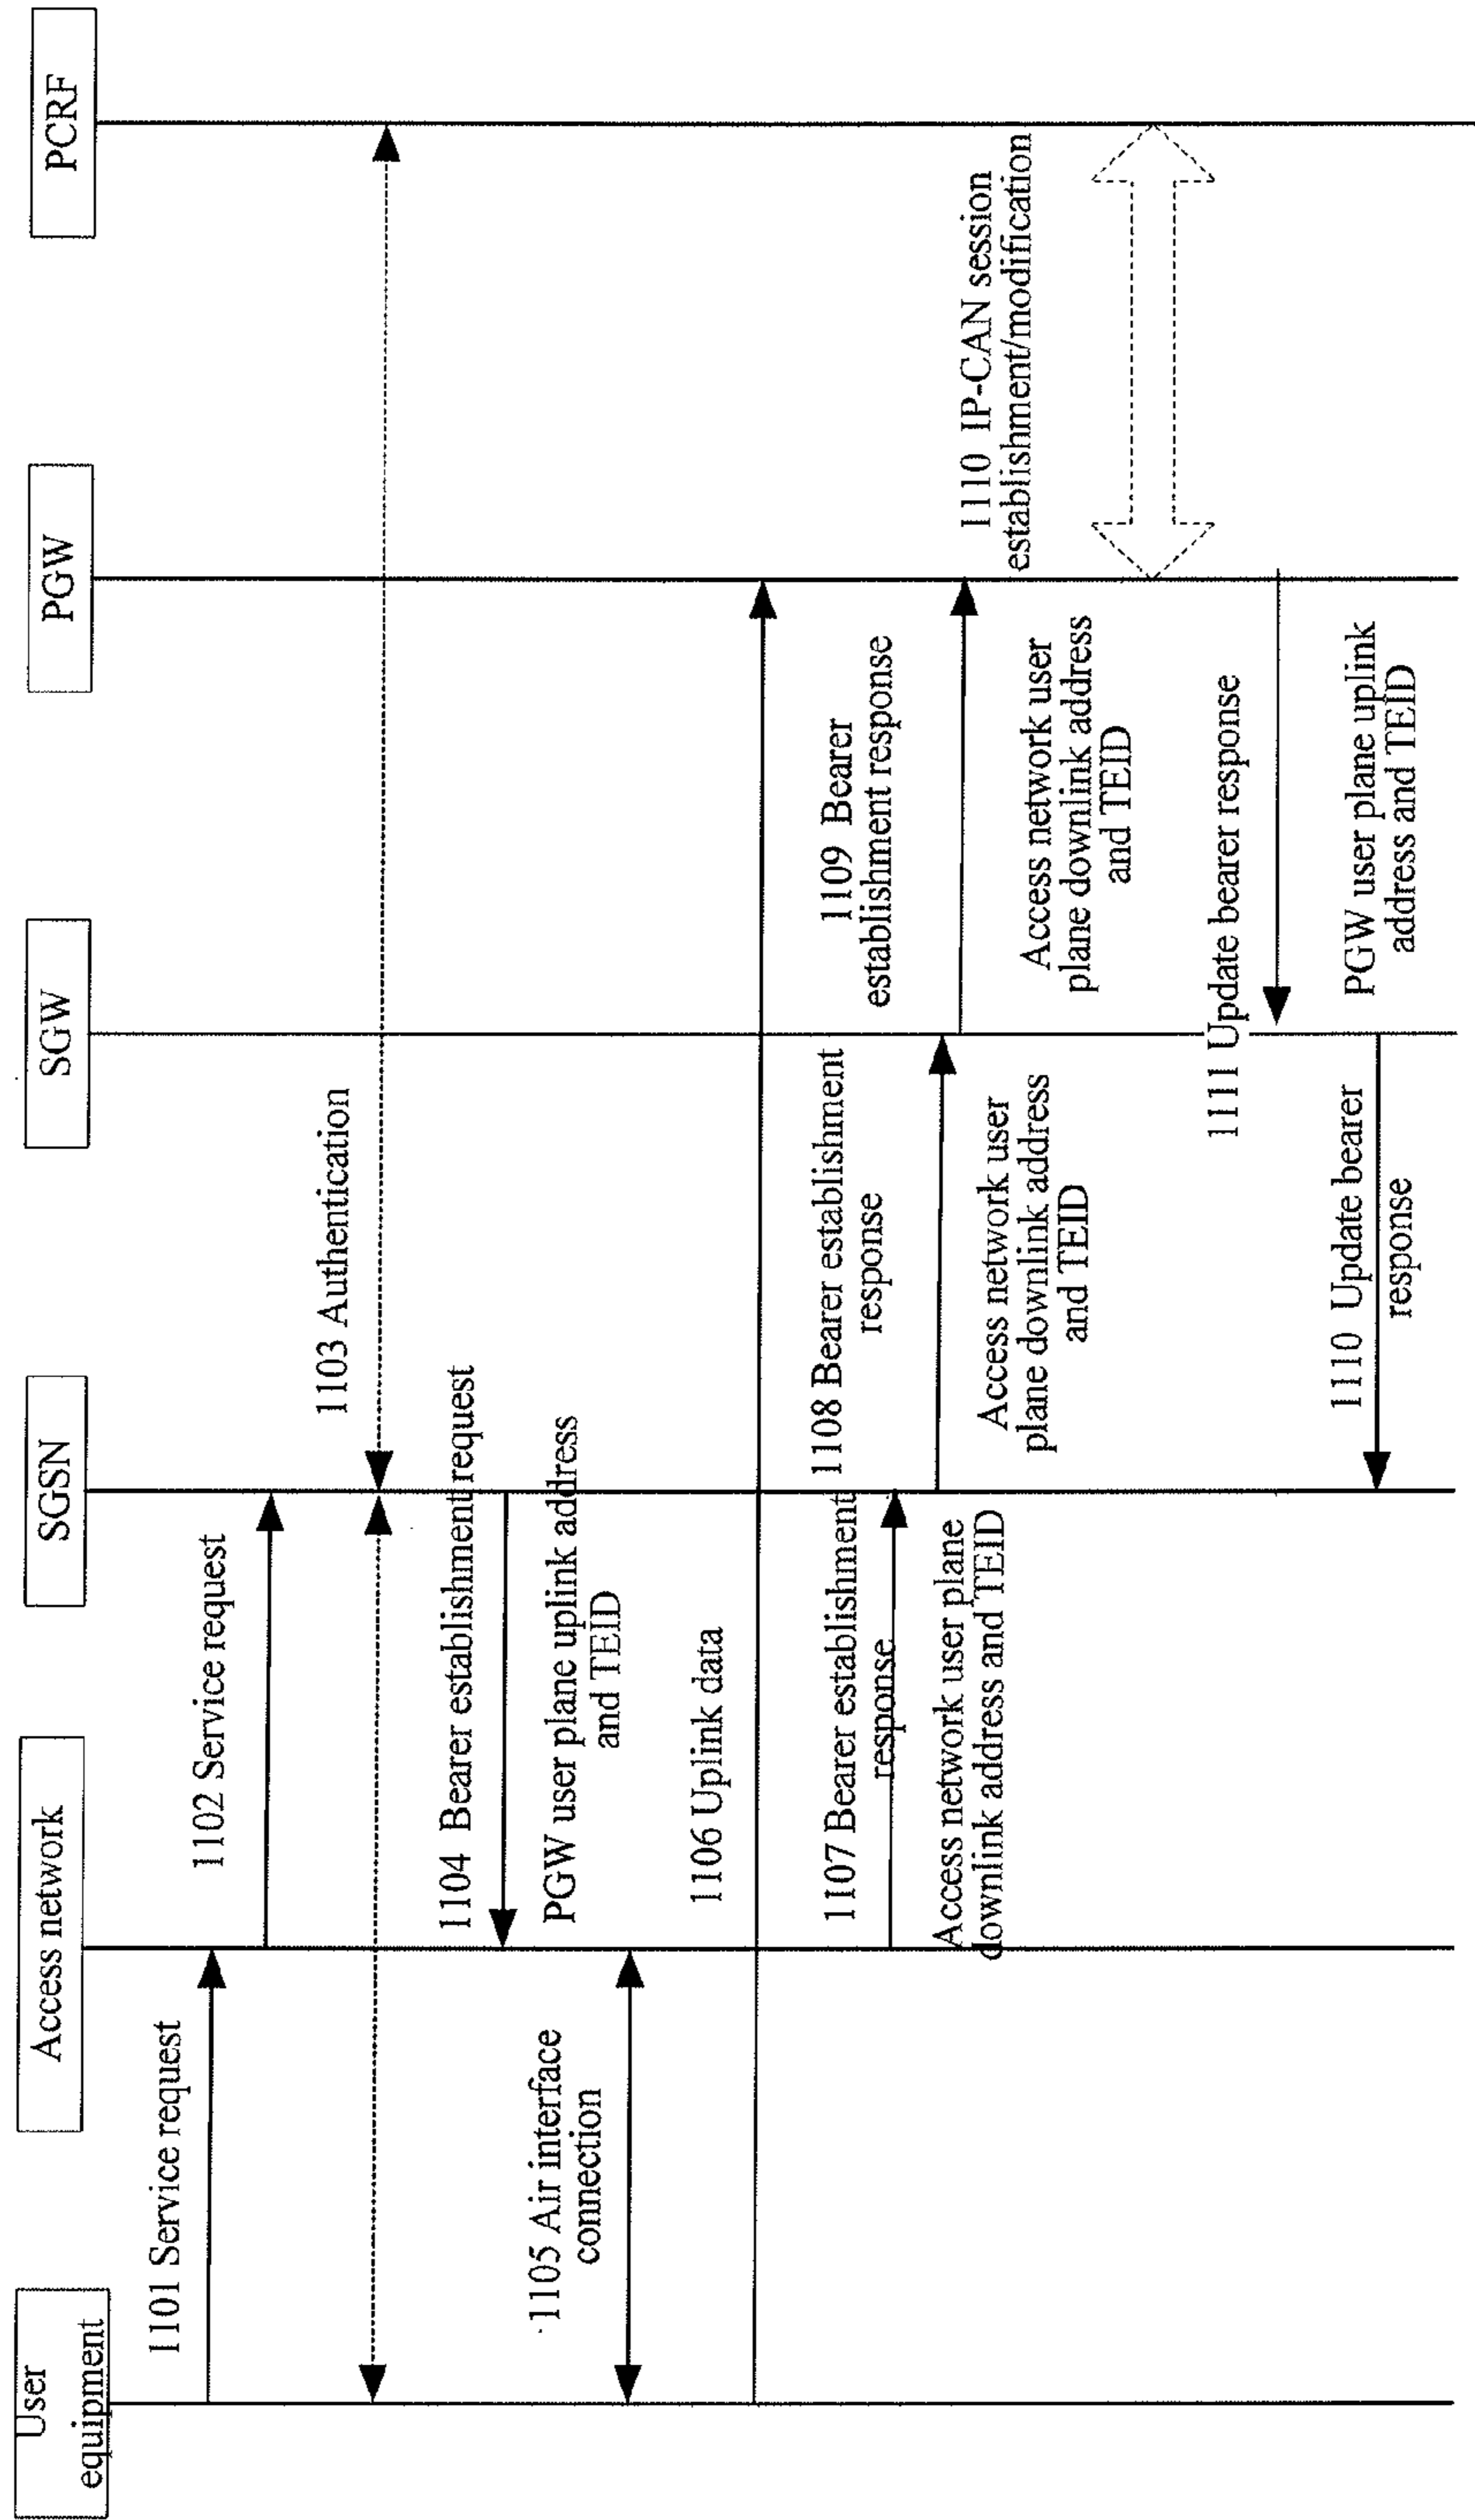 User
equipment
Access network
SGSN
SGW
PGW
PCRF
1101 Service request
1102 Service request
1103 Authentication
1104 Bearer establishment request
PGW user plane uplink address
and TEID
1105 Air interface
connection
1106 Uplink data
1107 Bearer establishment
response
Access network user plane
downlink address and TEID
1108 Bearer establishment
response
Access network user
plane downlink address
and TEID
1109 Bearer
establishment response
Access network user
plane downlink address
and TEID
1110 IP-CAN session
establishment/modification
1111 Update bearer response
PGW user plane uplink
address and TEID
1110 Update bearer
response